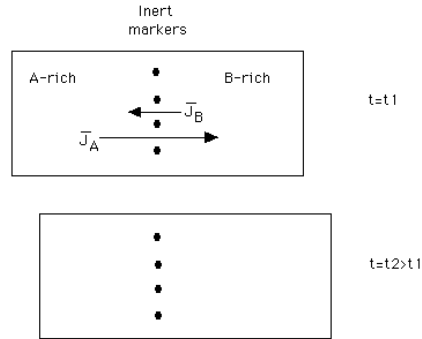 Inert
markers
A-rich
B-rich
t=t1
J̅B
J̅A
t=t2>t1